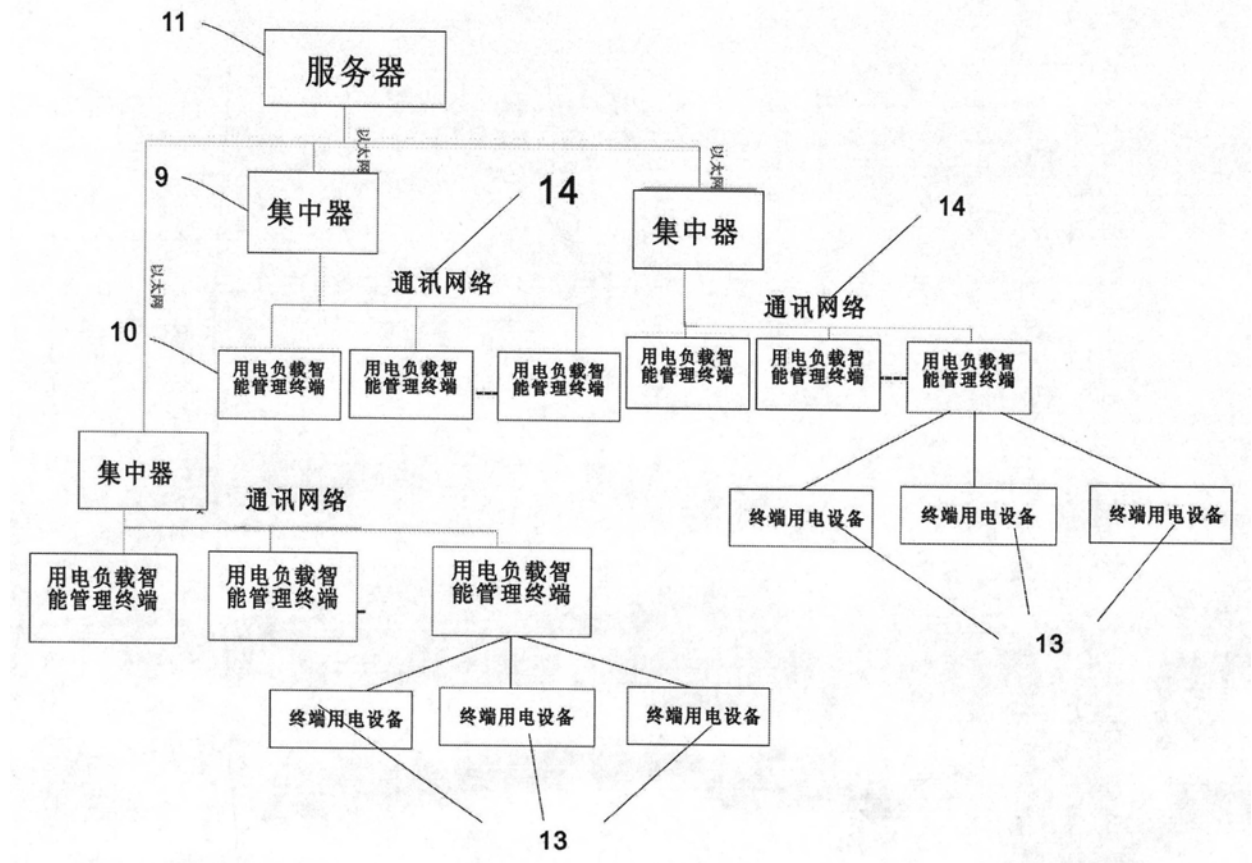 11
服务器
以太网
以太网
9
集中器
14
集中器
14
以太网
通讯网络
通讯网络
10
用电负载智
能管理终端
用电负载智
能管理终端
用电负载智
能管理终端
用电负载智
能管理终端
用电负载智
能管理终端
用电负载智
能管理终端
集中器
通讯网络
终端用电设备
终端用电设备
终端用电设备
用电负载智
能管理终端
用电负载智
能管理终端
用电负载智
能管理终端
13
终端用电设备
终端用电设备
终端用电设备
13